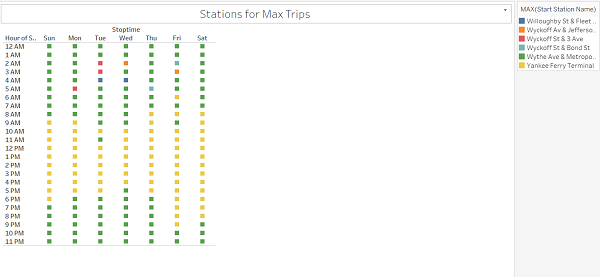 Stations for Max Trips
Stoptime
Hour of S.. Sun Mon Tue Wed Thu Fri Sat
12 AM
1 AM
2 AM
3 AM
4 AM
5 AM
6 AM
7 AM
8 AM
9 AM
10 AM
11 AM
12 PM
1 PM
2 PM
3 PM
4 PM
5 PM
6 PM
7 PM
8 PM
9 PM
10 PM
11 PM
MAX(Start Station Name)
Willoughby St & Fleet ..
Wyckoff Av & Jefferso..
Wyckoff St & 3 Ave
Wyckoff St & Bond St
Wythe Ave & Metropo..
Yankee Ferry Terminal